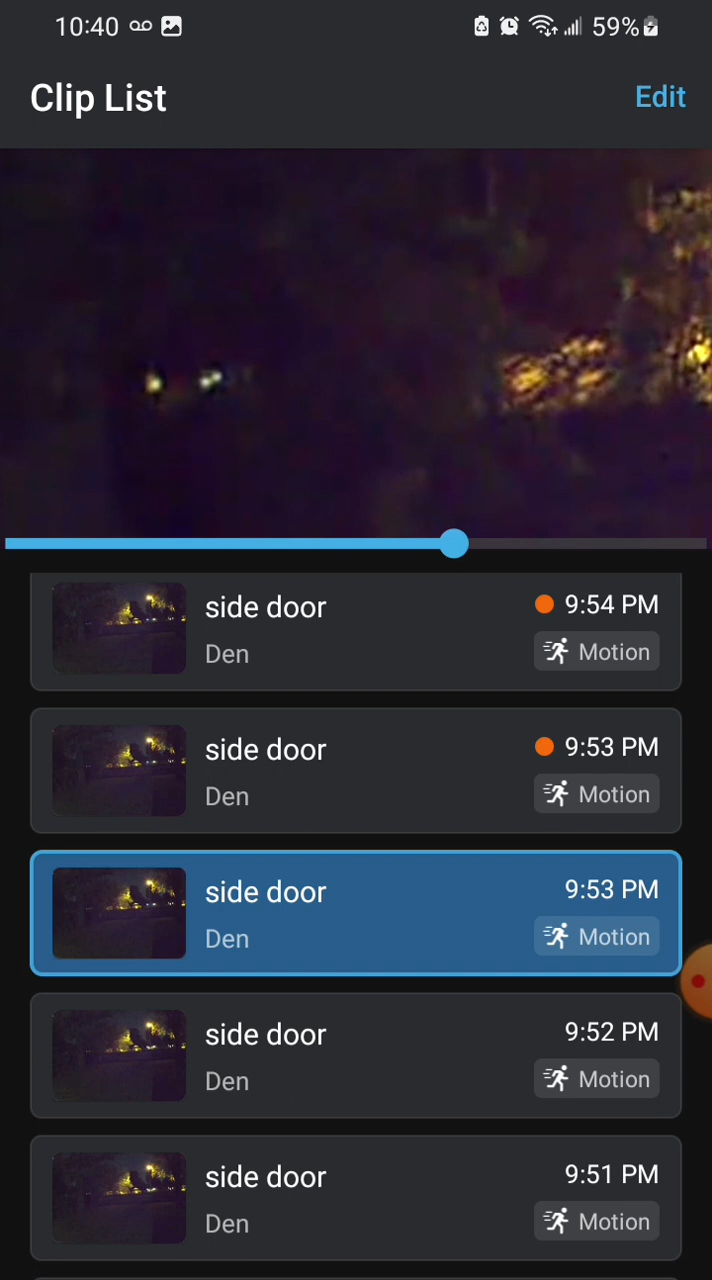 10:40
59%
Clip List
Edit
side door
9:54 PM
Den
Motion
side door
9:53 PM
Den
Motion
side door
9:53 PM
Den
Motion
side door
9:52 PM
Den
Motion
side door
9:51 PM
Den
Motion